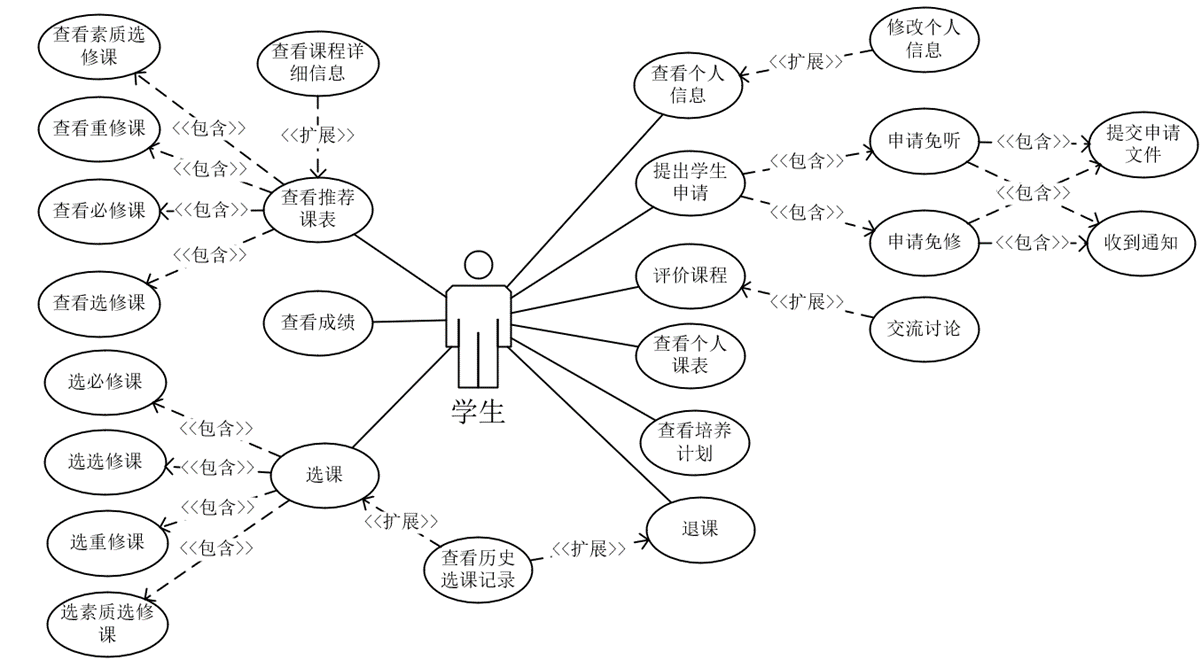 查看素质选
修课
查看课程详
细信息
查看重修课
查看必修课
查看选修课
<<包含>>
<<包含>>
<<包含>>
<<包含>>
<<扩展>>
查看推荐
课表
查看成绩
选必修课
选选修课
选重修课
选素质选修
课
<<包含>>
<<包含>>
<<包含>>
<<包含>>
选课
<<扩展>>
查看历史
选课记录
<<扩展>>
学生
查看个人
信息
<<扩展>>
修改个人
信息
提出学生
申请
<<包含>>
<<包含>>
申请免听
申请免修
<<包含>>
<<包含>>
<<包含>>
提交申请
文件
收到通知
评价课程
<<扩展>>
交流讨论
查看个人
课表
查看培养
计划
退课